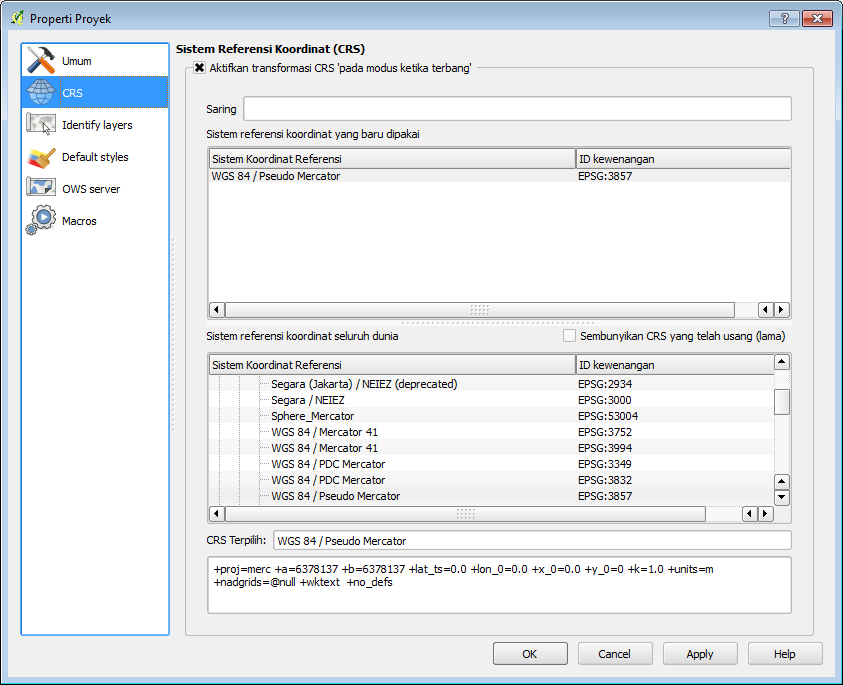 Properti Proyek
Umum
CRS
Identify layers
Default styles
OWS server
Macros
Sistem Referensi Koordinat (CRS)
Aktifkan transformasi CRS 'pada modus ketika terbang'
Saring
Sistem referensi koordinat yang baru dipakai
Sistem Koordinat Referensi ID kewenangan
WGS 84 / Pseudo Mercator EPSG:3857
Sistem referensi koordinat seluruh dunia Sembunyikan CRS yang telah usang (lama)
Sistem Koordinat Referensi ID kewenangan
Segara (Jakarta) / NEIEZ (deprecated) EPSG:2934
Segara / NEIEZ EPSG:3000
Sphere_Mercator EPSG:53004
WGS 84 / Mercator 41 EPSG:3752
WGS 84 / Mercator 41 EPSG:3994
WGS 84 / PDC Mercator EPSG:3349
WGS 84 / PDC Mercator EPSG:3832
WGS 84 / Pseudo Mercator EPSG:3857
CRS Terpilih: WGS 84 / Pseudo Mercator
+proj=merc +a=6378137 +b=6378137 +lat_ts=0.0 +lon_0=0.0 +x_0=0.0 +y_0=0 +k=1.0 +units=m
+nadgrids=@null +wktext +no_defs
OK Cancel Apply Help